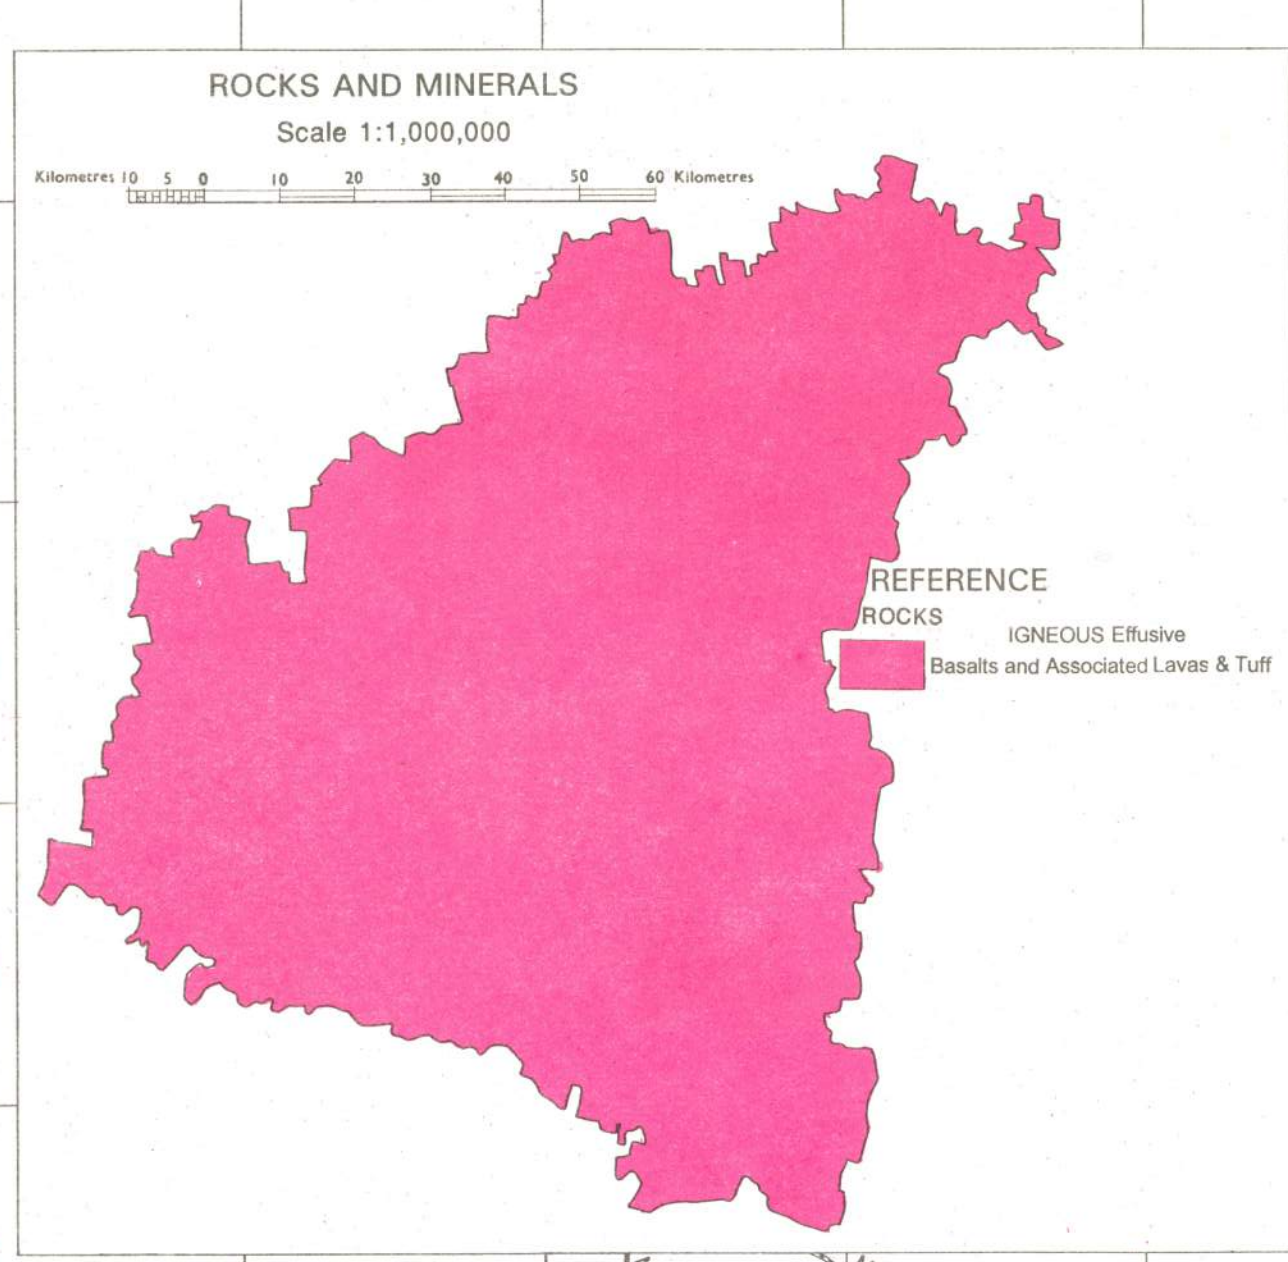 ROCKS AND MINERALS
Scale 1:1,000,000
Kilometres 10 5 0 10 20 30 40 50 60 Kilometres
REFERENCE
ROCKS
IGNEOUS Effusive
Basalts and Associated Lavas & Tuff